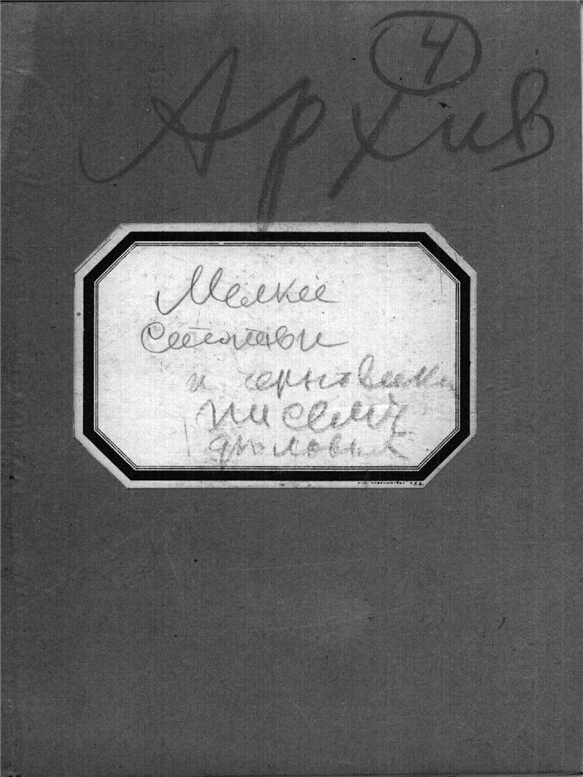 4
Архив
Мелкие
статьи
и черновики
писем
деловых